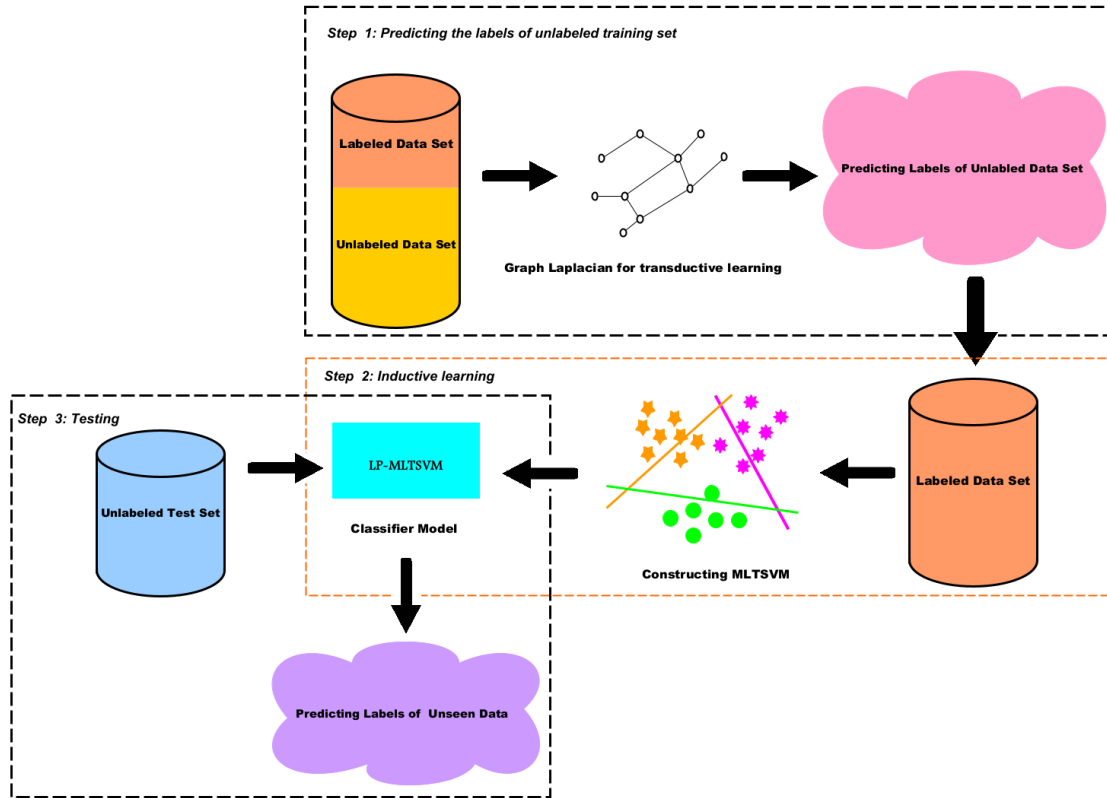 Step 1: Predicting the labels of unlabeled training set
Labeled Data Set
Unlabeled Data Set
Graph Laplacian for transductive learning
Predicting Labels of Unlabled Data Set
Step 2: Inductive learning
Labeled Data Set
Constructing MLTSVM
LP-MLTSVM
Classifier Model
Step 3: Testing
Unlabeled Test Set
Predicting Labels of Unseen Data